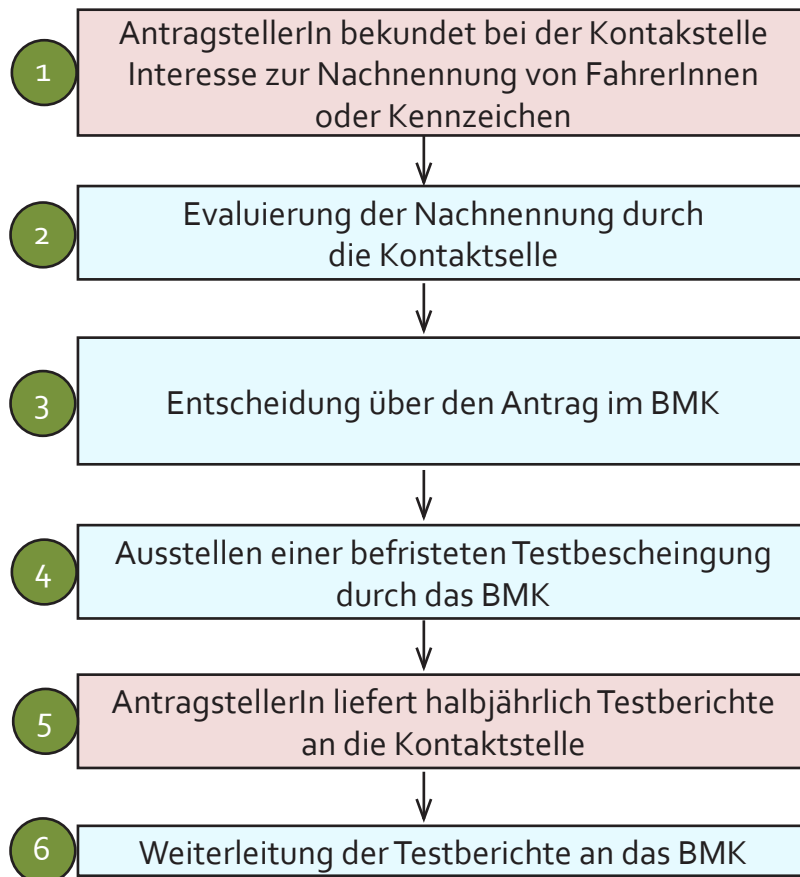 1
AntragstellerIn bekundet bei der Kontakstelle
Interesse zur Nachnennung von FahrerInnen
oder Kennzeichen
2
Evaluierung der Nachnennung durch
die Kontaktselle
3
Entscheidung über den Antrag im BMK
4
Ausstellen einer befristeten Testbescheingung
durch das BMK
5
AntragstellerIn liefert halbjährlich Testberichte
an die Kontaktstelle
6
Weiterleitung der Testberichte an das BMK